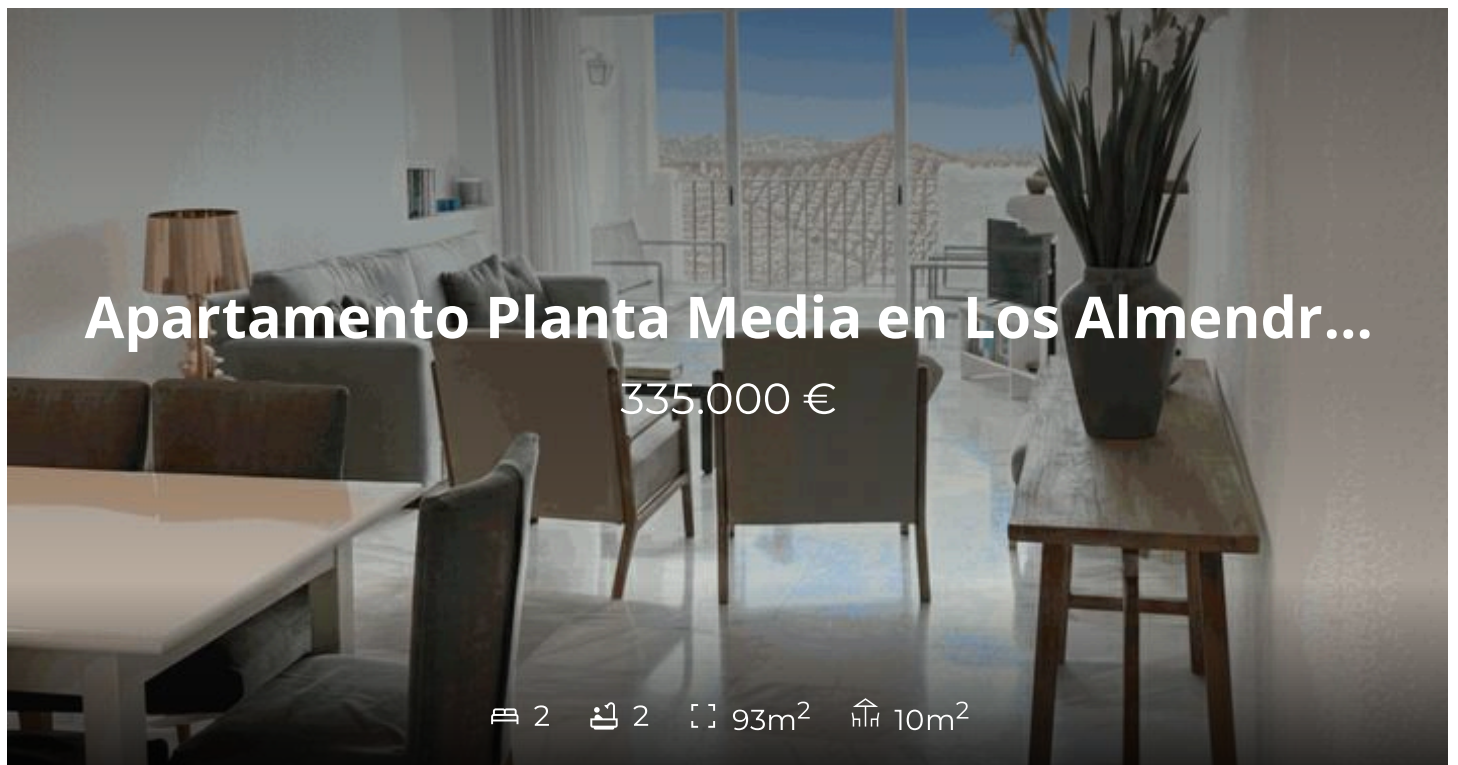 Apartamento Planta Media en Los Almendr...
335.000 €
2 2 93m² 10m²